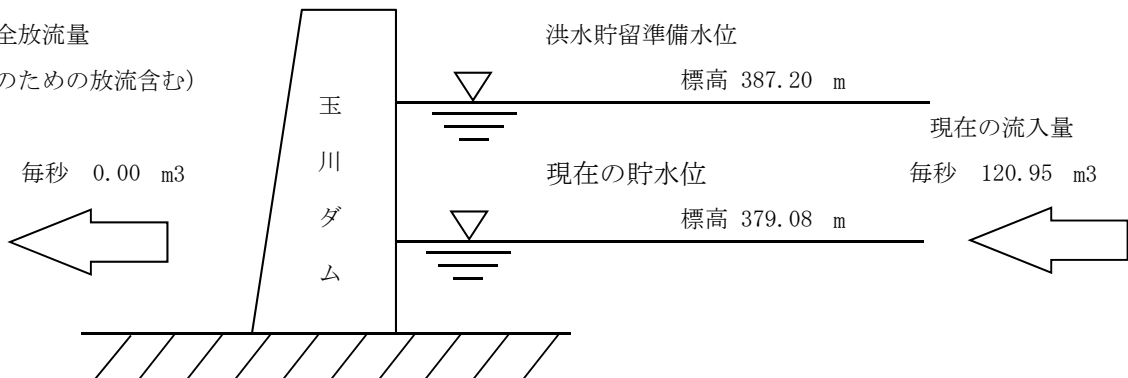 全放流量
のための放流含む）
毎秒 0.00 m3
玉川ダム
洪水貯留準備水位
標高 387.20 m
現在の貯水位
標高 379.08 m
現在の流入量
毎秒 120.95 m3